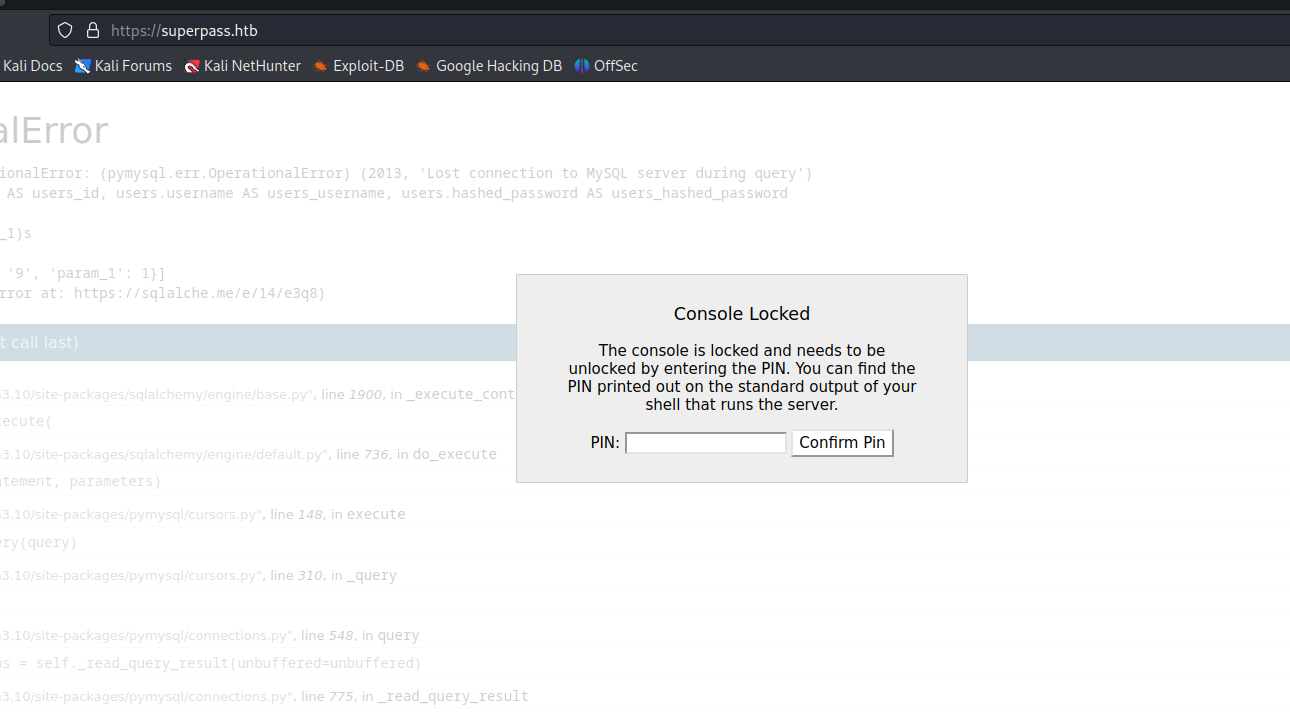 https://superpass.htb
Kali Docs Kali Forums Kali NetHunter Exploit-DB Google Hacking DB OffSec
alError
ionalError: (pymysql.err.OperationalError) (2013, 'Lost connection to MySQL server during query')
AS users_id, users.username AS users_username, users.hashed_password AS users_hashed_password
_1)s
'9', 'param_1': 1}]
rror at: https://sqlalche.me/e/14/e3q8)
Console Locked
The console is locked and needs to be
unlocked by entering the PIN. You can find the
PIN printed out on the standard output of your
shell that runs the server.
PIN: Confirm Pin
t call last)
3.10/site-packages/sqlalchemy/engine/base.py", line 1900, in _execute_cont
ecute(
3.10/site-packages/sqlalchemy/engine/default.py", line 736, in do_execute
atement, parameters)
3.10/site-packages/pymysql/cursors.py", line 148, in execute
ery(query)
3.10/site-packages/pymysql/cursors.py", line 310, in _query
3.10/site-packages/pymysql/connections.py", line 548, in query
ws = self._read_query_result(unbuffered=unbuffered)
3.10/site-packages/pymysql/connections.py", line 775, in _read_query_result